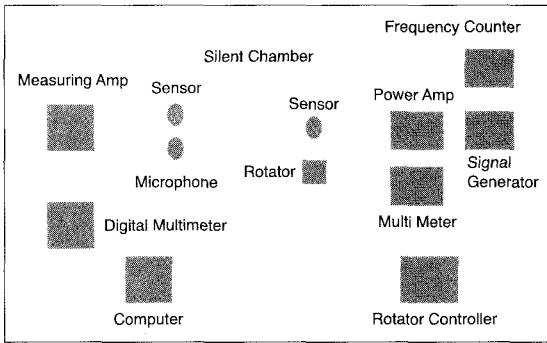 Frequency Counter
Silent Chamber
Measuring Amp
Sensor
Sensor
Power Amp
Microphone
Rotator
Signal
Generator
Digital Multimeter
Multi Meter
Computer
Rotator Controller